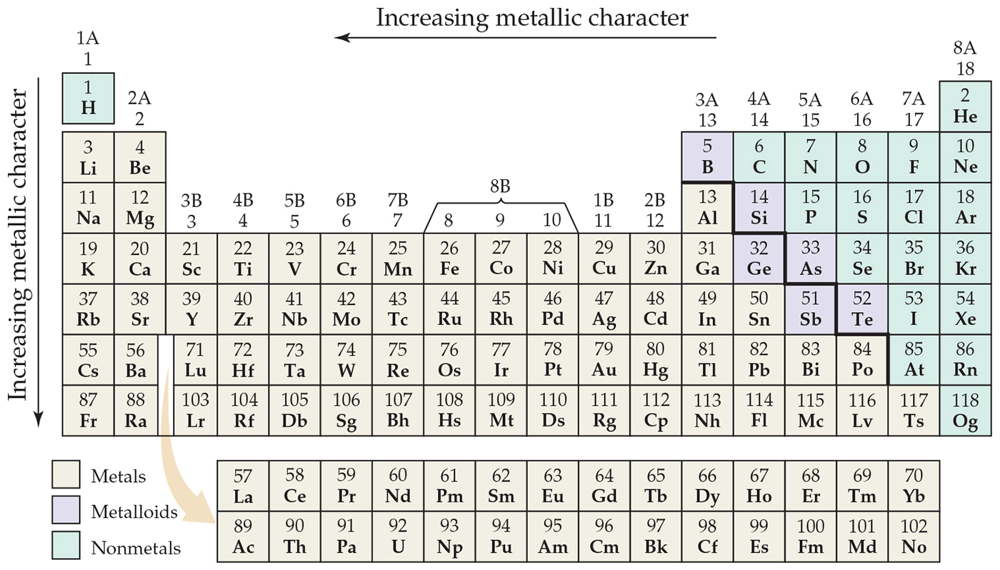 Increasing metallic character
1A
1
8A
18
1
H
2A
2
3A 4A 5A 6A 7A
13 14 15 16 17
2
He
3 4 5 6 7 8 9 10
Li Be B C N O F Ne
8B
3B 4B 5B 6B 7B 1B 2B
3 4 5 6 7 8 9 10 11 12
11 12 13 14 15 16 17 18
Na Mg Al Si P S Cl Ar
19 20 21 22 23 24 25 26 27 28 29 30 31 32 33 34 35 36
K Ca Sc Ti V Cr Mn Fe Co Ni Cu Zn Ga Ge As Se Br Kr
37 38 39 40 41 42 43 44 45 46 47 48 49 50 51 52 53 54
Rb Sr Y Zr Nb Mo Tc Ru Rh Pd Ag Cd In Sn Sb Te I Xe
55 56 71 72 73 74 75 76 77 78 79 80 81 82 83 84 85 86
Cs Ba Lu Hf Ta W Re Os Ir Pt Au Hg Tl Pb Bi Po At Rn
87 88 103 104 105 106 107 108 109 110 111 112 113 114 115 116 117 118
Fr Ra Lr Rf Db Sg Bh Hs Mt Ds Rg Cp Nh Fl Mc Lv Ts Og
Increasing metallic character
Metals
Metalloids
Nonmetals
57 58 59 60 61 62 63 64 65 66 67 68 69 70
La Ce Pr Nd Pm Sm Eu Gd Tb Dy Ho Er Tm Yb
89 90 91 92 93 94 95 96 97 98 99 100 101 102
Ac Th Pa U Np Pu Am Cm Bk Cf Es Fm Md No